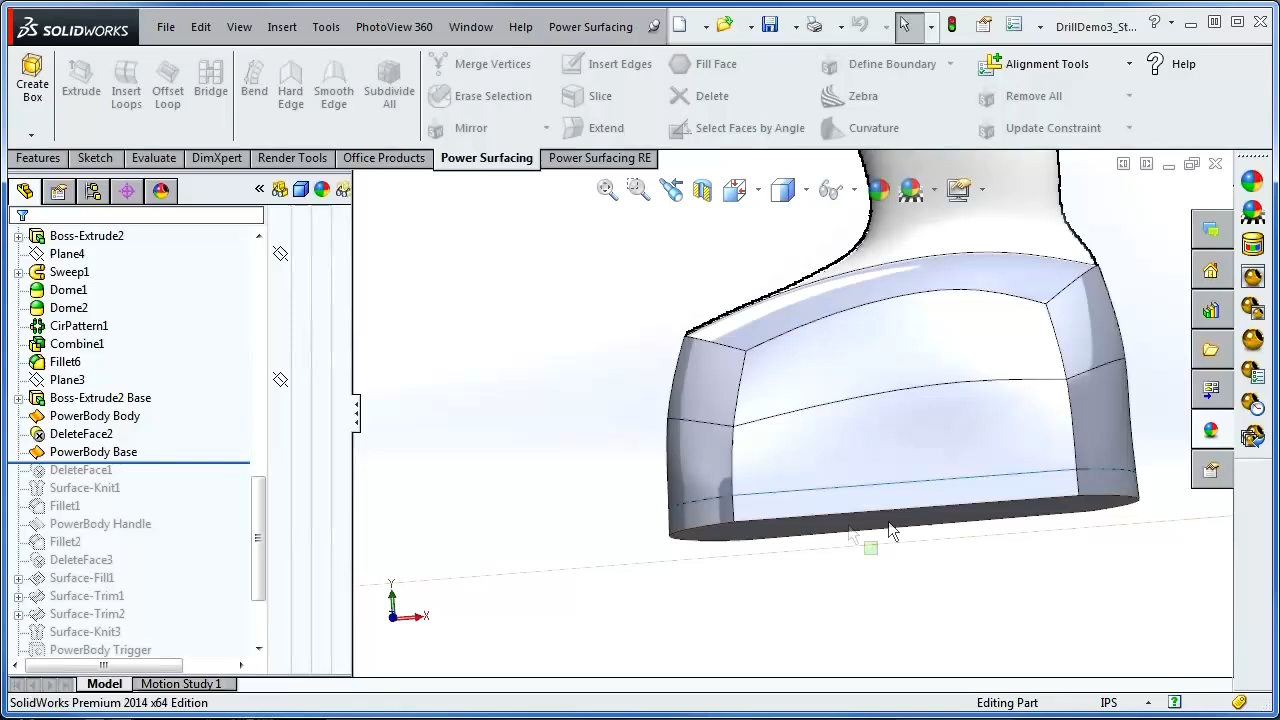 SOLIDWORKS File Edit View Insert Tools PhotoView 360 Window Help Power Surfacing DrillDemo3_St... ?
Create Box Extrude Insert Loops Offset Loop Bridge Bend Hard Edge Smooth Edge Subdivide All
Merge Vertices Insert Edges Fill Face Define Boundary Alignment Tools ? Help
Erase Selection Slice Delete Zebra Remove All
Mirror Extend Select Faces by Angle Curvature Update Constraint
Features Sketch Evaluate DimXpert Render Tools Office Products Power Surfacing Power Surfacing RE
Boss-Extrude2
Plane4
Sweep1
Dome1
Dome2
CirPattern1
Combine1
Fillet6
Plane3
Boss-Extrude2 Base
PowerBody Body
DeleteFace2
PowerBody Base
DeleteFace1
Surface-Knit1
Fillet1
PowerBody Handle
Fillet2
DeleteFace3
Surface-Fill1
Surface-Trim1
Surface-Trim2
Surface-Knit3
PowerBody Trigger
Y
X
Model Motion Study 1
SolidWorks Premium 2014 x64 Edition Editing Part IPS ?